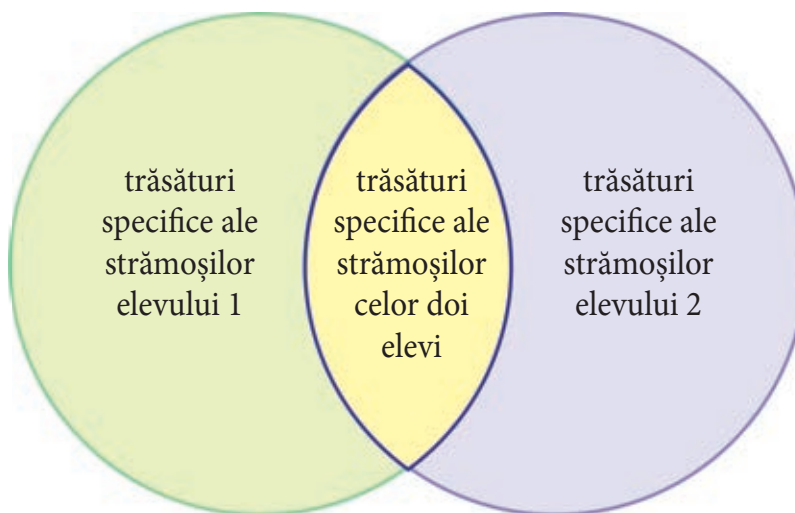 trăsături
specifice ale
strămoșilor
elevului 1
trăsături
specifice ale
strămoșilor
celor doi
elevi
trăsături
specifice ale
strămoșilor
elevului 2